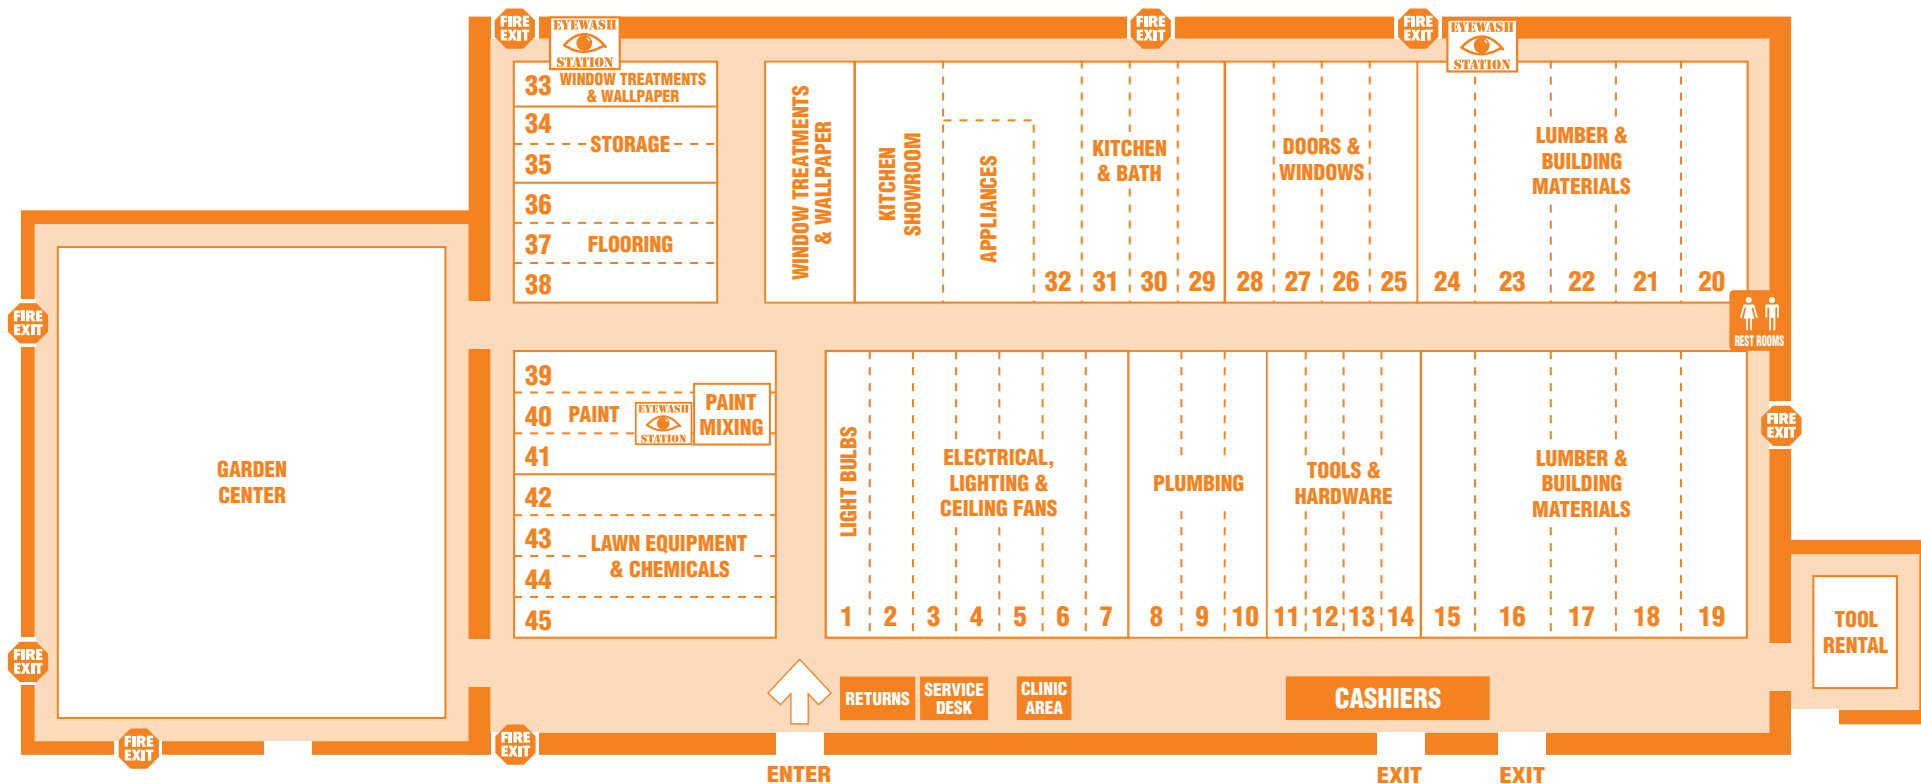 FIRE
EXIT
EYEWASH
STATION
FIRE
EXIT
FIRE
EXIT
EYEWASH
STATION
33 WINDOW TREATMENTS
& WALLPAPER
34
STORAGE
35
36
37 FLOORING
38
WINDOW TREATMENTS
& WALLPAPER
KITCHEN
SHOWROOM
APPLIANCES
KITCHEN
& BATH
32 31 30 29
DOORS &
WINDOWS
28 27 26 25
LUMBER &
BUILDING
MATERIALS
24 23 22 21 20
REST ROOMS
FIRE
EXIT
GARDEN
CENTER
FIRE
EXIT
FIRE
EXIT
39
40 PAINT
EYEWASH
STATION
PAINT
MIXING
41
42
43
LAWN EQUIPMENT
& CHEMICALS
44
45
LIGHT BULBS
ELECTRICAL,
LIGHTING &
CEILING FANS
1 2 3 4 5 6 7
PLUMBING
8 9 10
TOOLS &
HARDWARE
11 12 13 14
LUMBER &
BUILDING
MATERIALS
15 16 17 18 19
FIRE
EXIT
TOOL
RENTAL
RETURNS
SERVICE
DESK
CLINIC
AREA
CASHIERS
FIRE
EXIT
FIRE
EXIT
ENTER
EXIT
EXIT